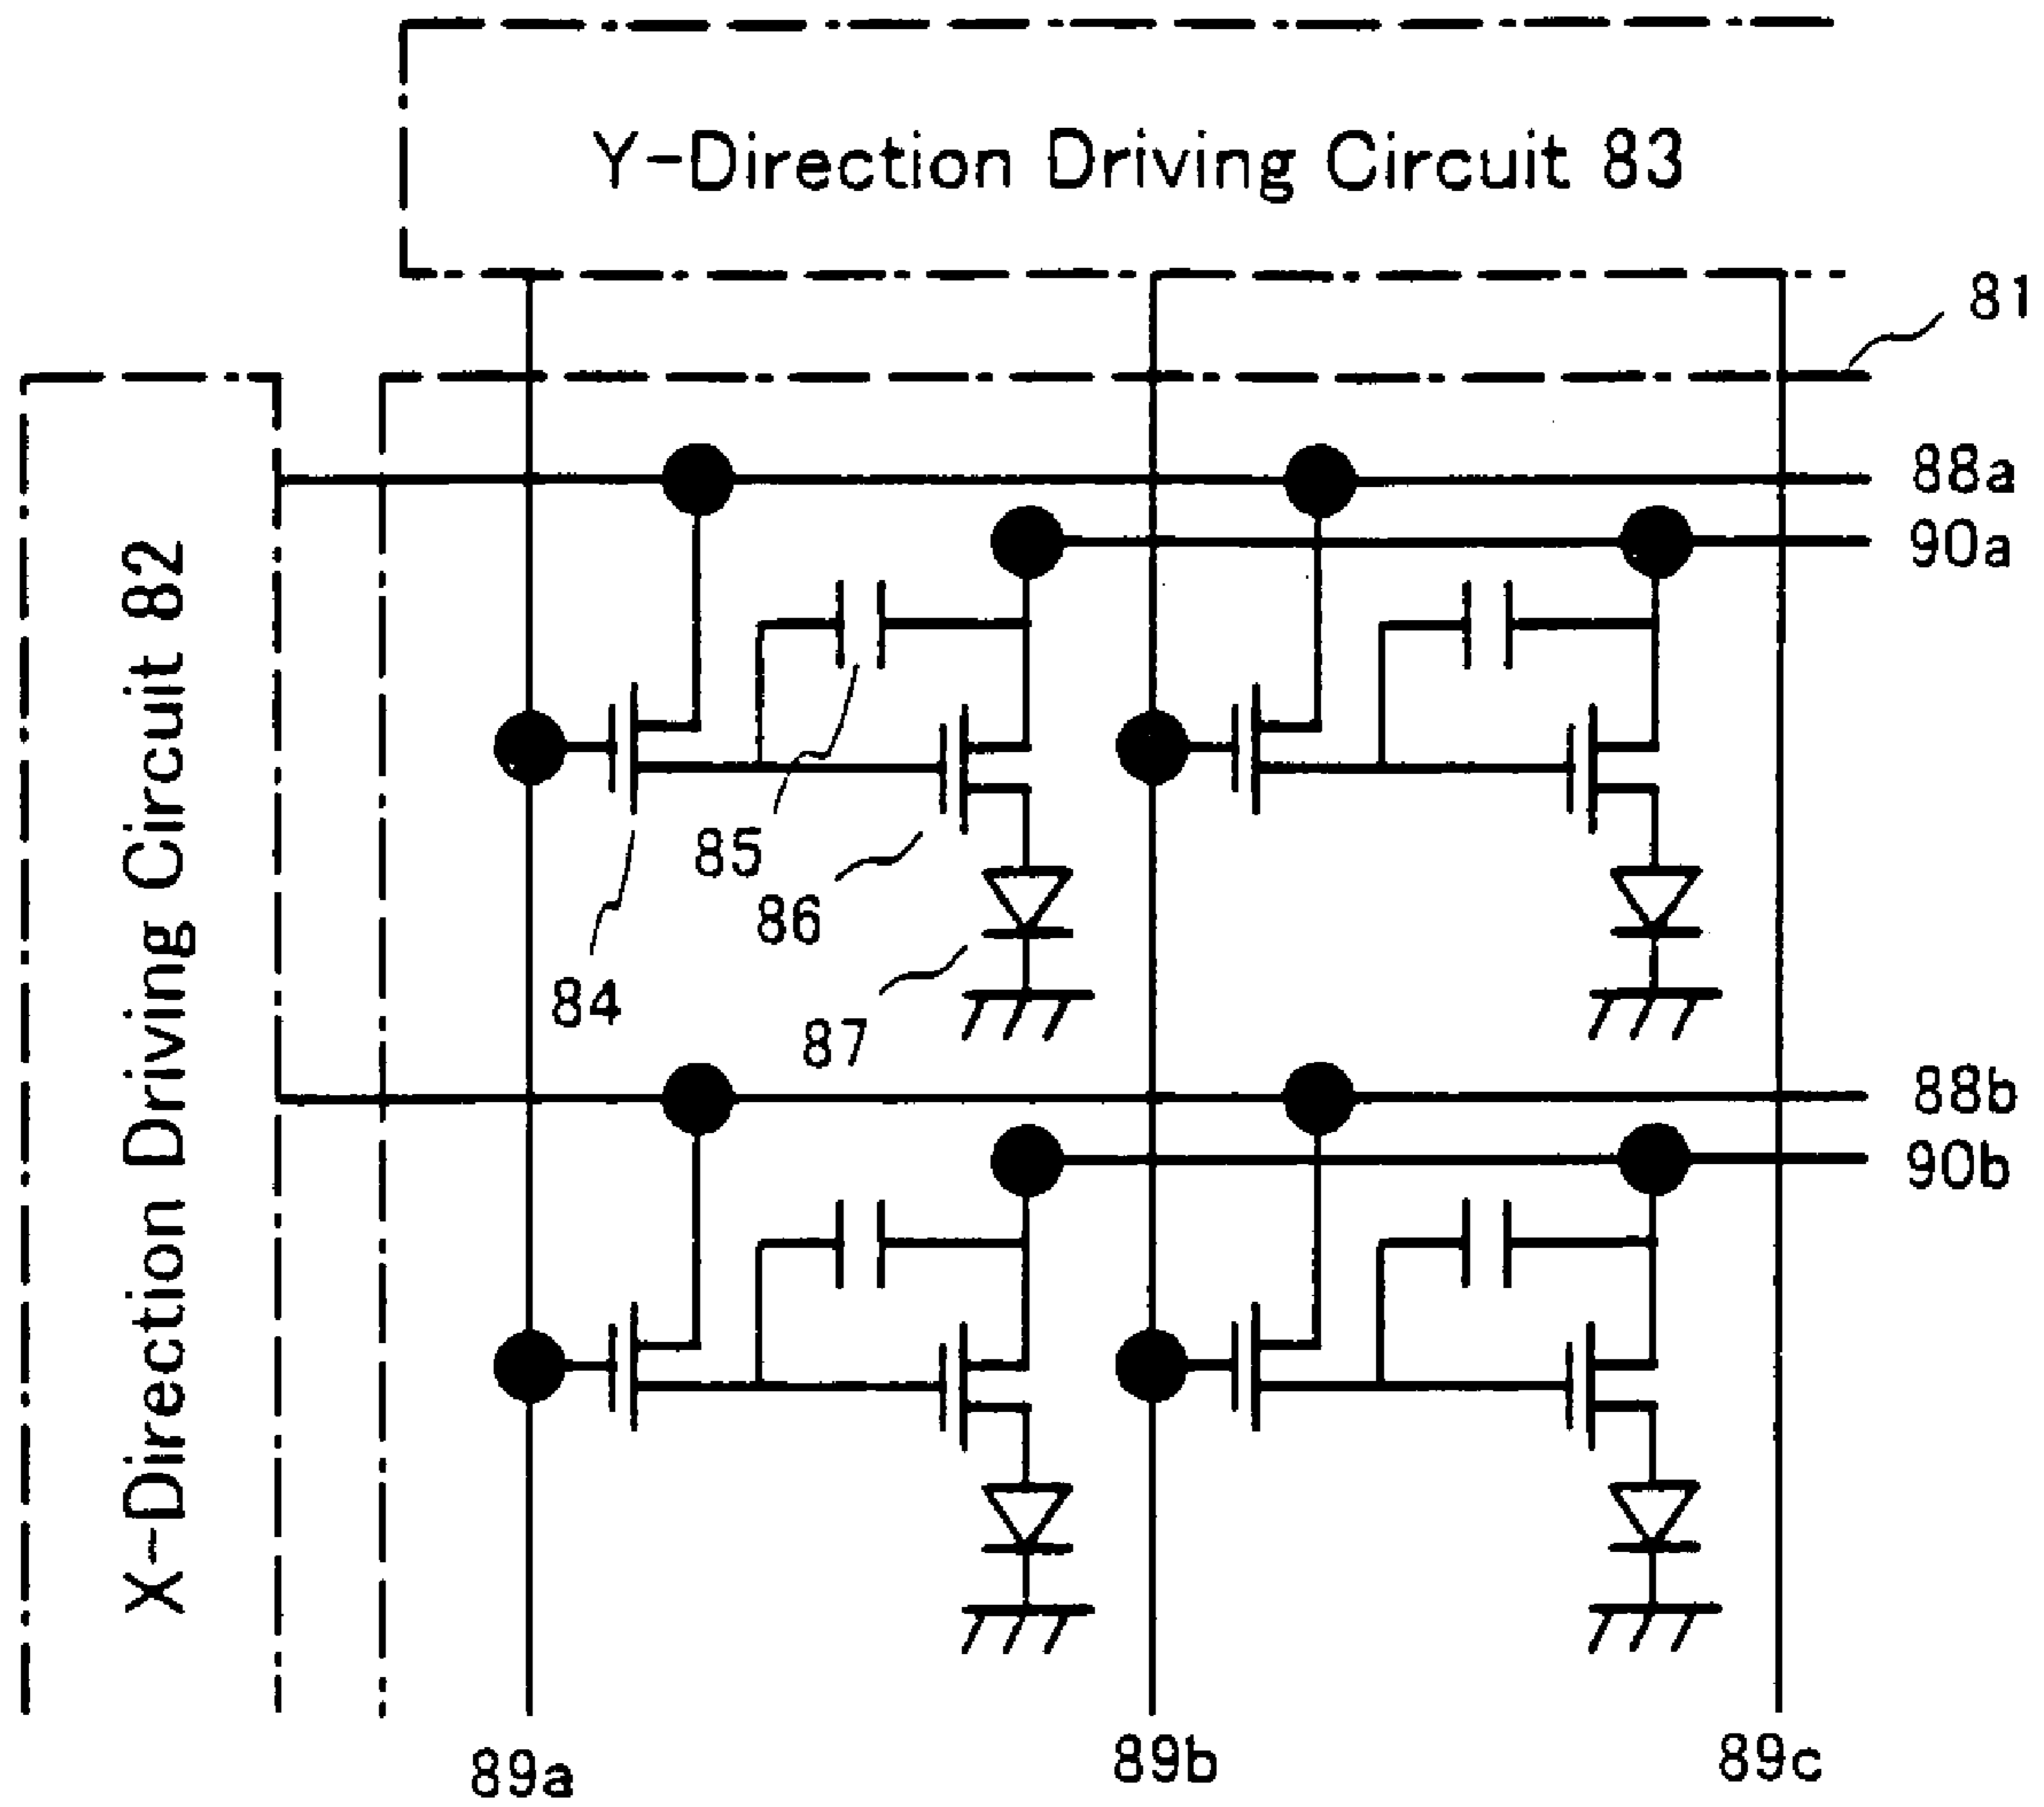 Y-Direction Driving Circuit 83
81
88a
90a
X-Direction Driving Circuit 82
85
86
84
87
88b
90b
89a
89b
89c